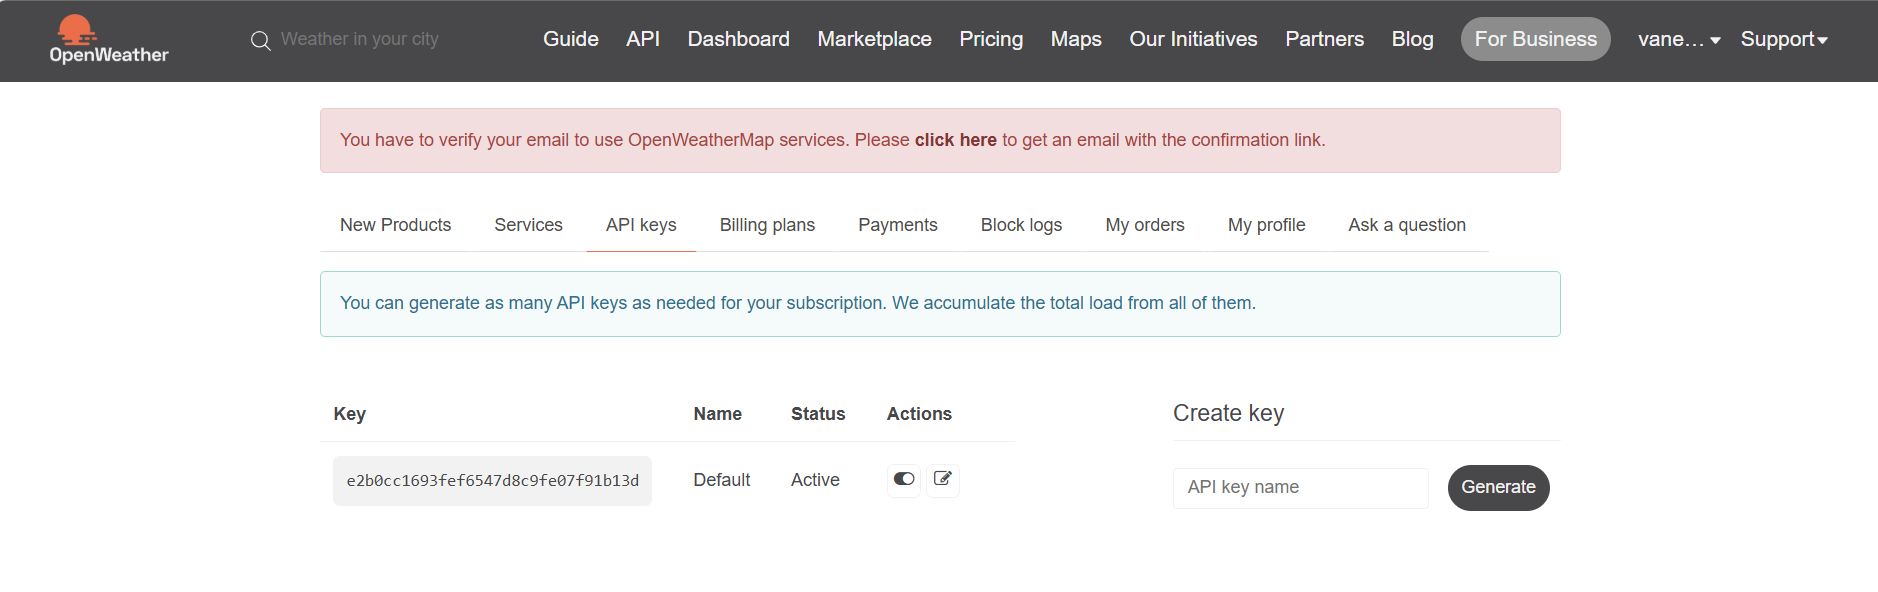 OpenWeather
Weather in your city
Guide API Dashboard Marketplace Pricing Maps Our Initiatives Partners Blog For Business vane... Support
You have to verify your email to use OpenWeatherMap services. Please click here to get an email with the confirmation link.
New Products Services API keys Billing plans Payments Block logs My orders My profile Ask a question
You can generate as many API keys as needed for your subscription. We accumulate the total load from all of them.
Key Name Status Actions
e2b0cc1693fef6547d8c9fe07f91b13d Default Active
Create key
API key name Generate